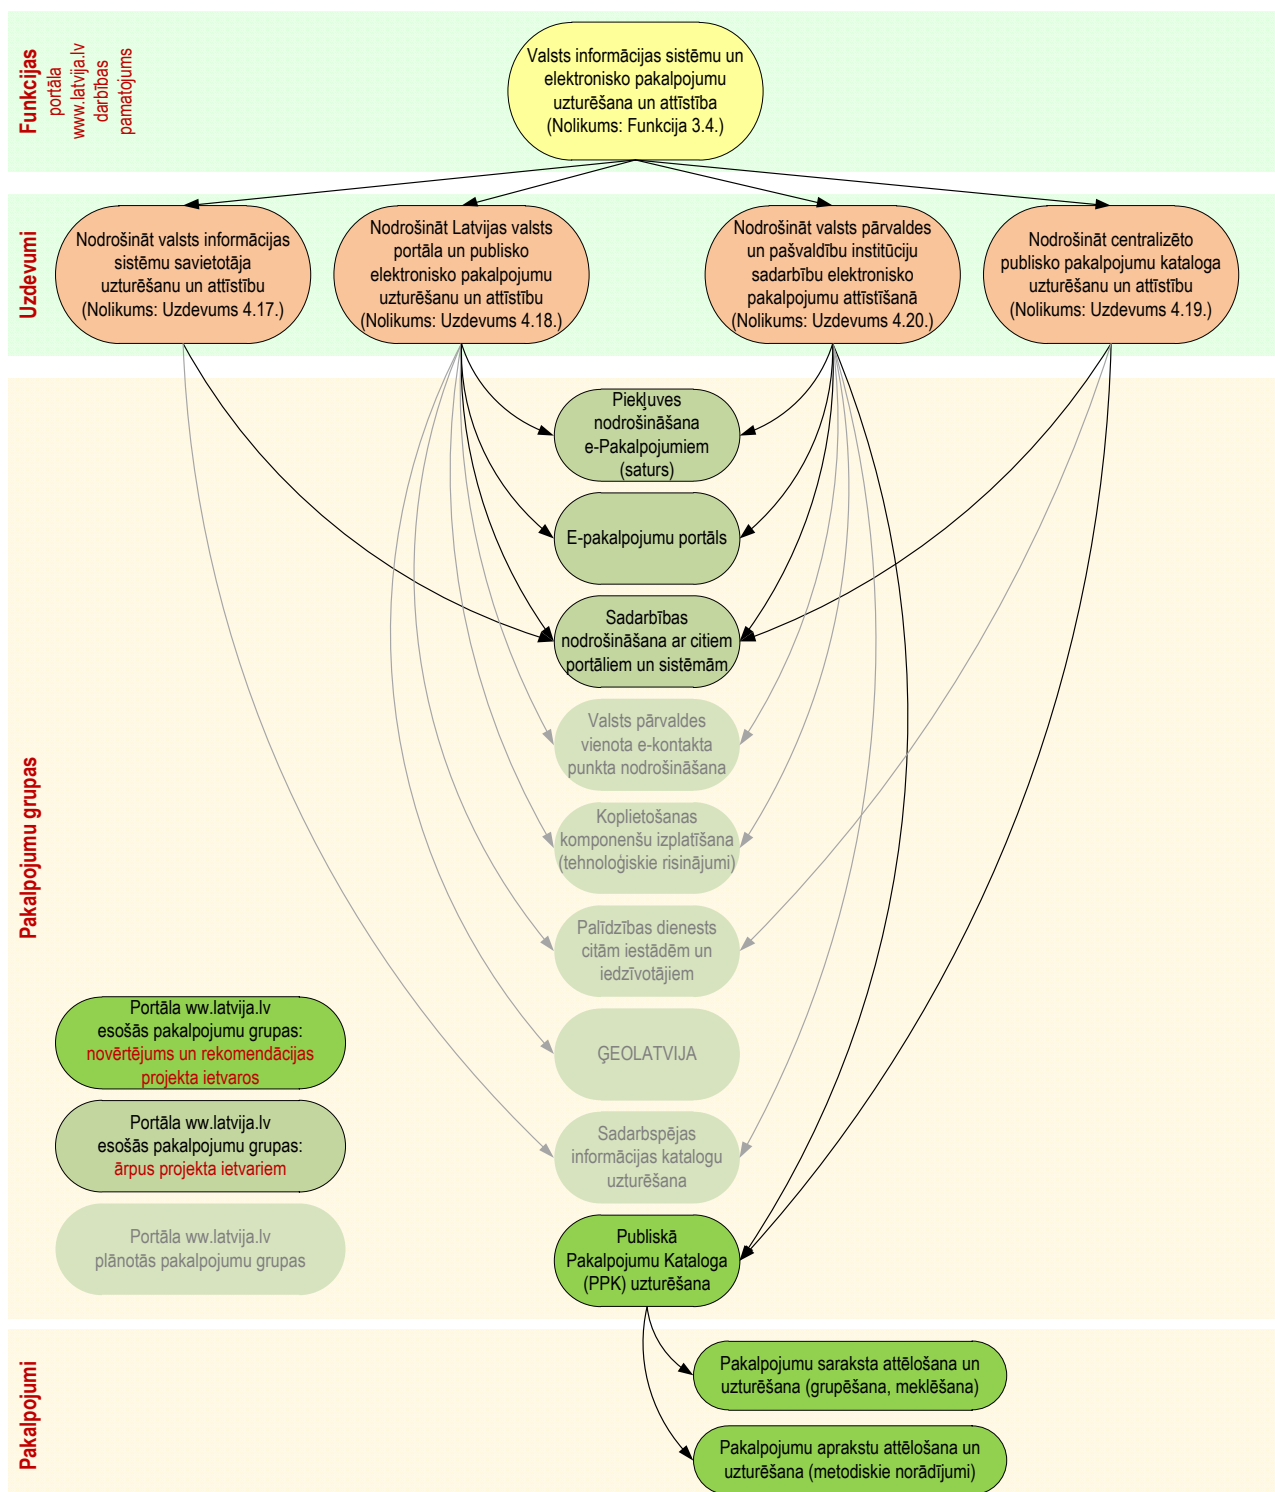 Funkcijas
portāla
www.latvija.lv
darbības
pamatojums
Valsts informācijas sistēmu un
elektronisko pakalpojumu
uzturēšana un attīstība
(Nolikums: Funkcija 3.4.)
Uzdevumi
Nodrošināt valsts informācijas
sistēmu savietotāja
uzturēšanu un attīstību
(Nolikums: Uzdevums 4.17.)
Nodrošināt Latvijas valsts
portāla un publisko
elektronisko pakalpojumu
uzturēšanu un attīstību
(Nolikums: Uzdevums 4.18.)
Nodrošināt valsts pārvaldes
un pašvaldību institūciju
sadarbību elektronisko
pakalpojumu attīstīšanā
(Nolikums: Uzdevums 4.20.)
Nodrošināt centralizēto
publisko pakalpojumu kataloga
uzturēšanu un attīstību
(Nolikums: Uzdevums 4.19.)
Pakalpojumu grupas
Piekļuves
nodrošināšana
e-Pakalpojumiem
(saturs)
E-pakalpojumu portāls
Sadarbības
nodrošināšana ar citiem
portāliem un sistēmām
Valsts pārvaldes
vienota e-kontakta
punkta nodrošināšana
Koplietošanas
komponenšu izplatīšana
(tehnoloģiskie risinājumi)
Palīdzības dienests
citām iestādēm un
iedzīvotājiem
ĢEOLATVIJA
Sadarbspējas
informācijas katalogu
uzturēšana
Publiskā
Pakalpojumu Kataloga
(PPK) uzturēšana
Portāla ww.latvija.lv
esošās pakalpojumu grupas:
novērtējums un rekomendācijas
projekta ietvaros
Portāla ww.latvija.lv
esošās pakalpojumu grupas:
ārpus projekta ietvariem
Portāla ww.latvija.lv
plānotās pakalpojumu grupas
Pakalpojumi
Pakalpojumu saraksta attēlošana un
uzturēšana (grupēšana, meklēšana)
Pakalpojumu aprakstu attēlošana un
uzturēšana (metodiskie norādījumi)